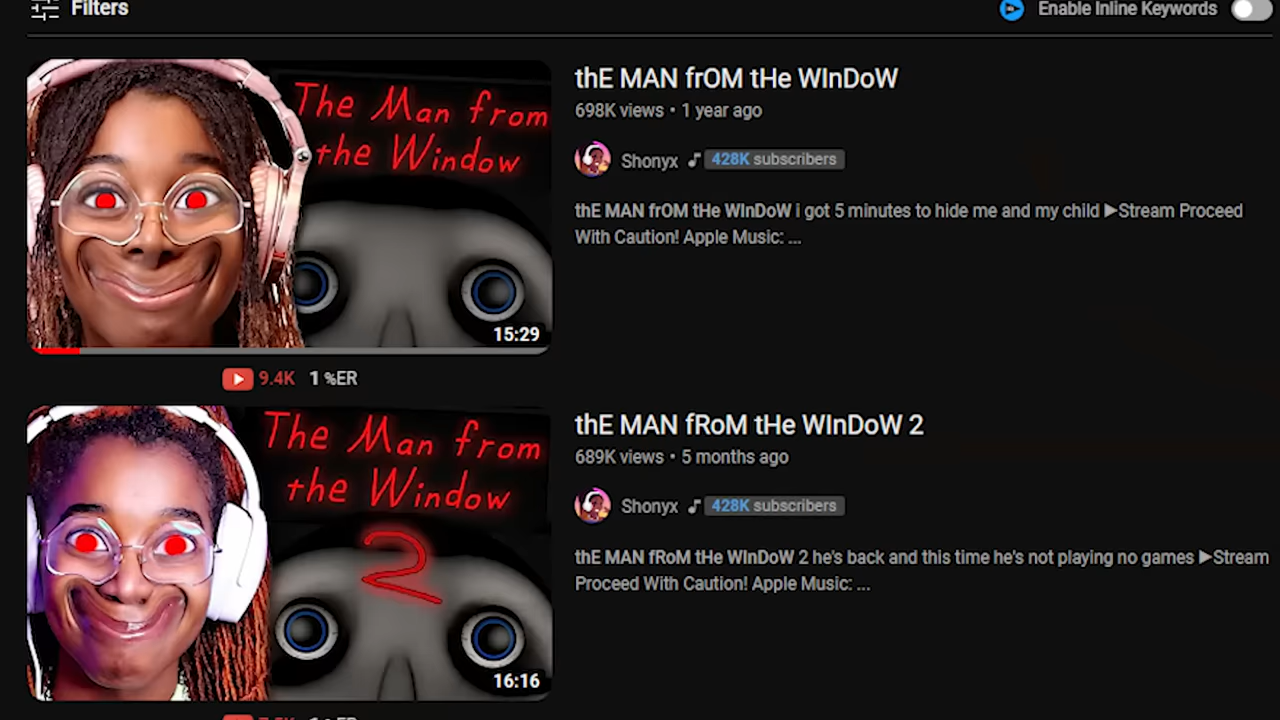 Filters
Enable Inline Keywords
The Man from
the Window
15:29
9.4K 1 %ER
thE MAN frOM tHe WInDoW
698K views • 1 year ago
Shonyx 428K subscribers
thE MAN frOM tHe WInDoW i got 5 minutes to hide me and my child ▶Stream Proceed
With Caution! Apple Music: ...
The Man from
the Window
2
16:16
thE MAN fRoM tHe WInDoW 2
689K views • 5 months ago
Shonyx 428K subscribers
thE MAN fRoM tHe WInDoW 2 he's back and this time he's not playing no games ▶Stream
Proceed With Caution! Apple Music: ...